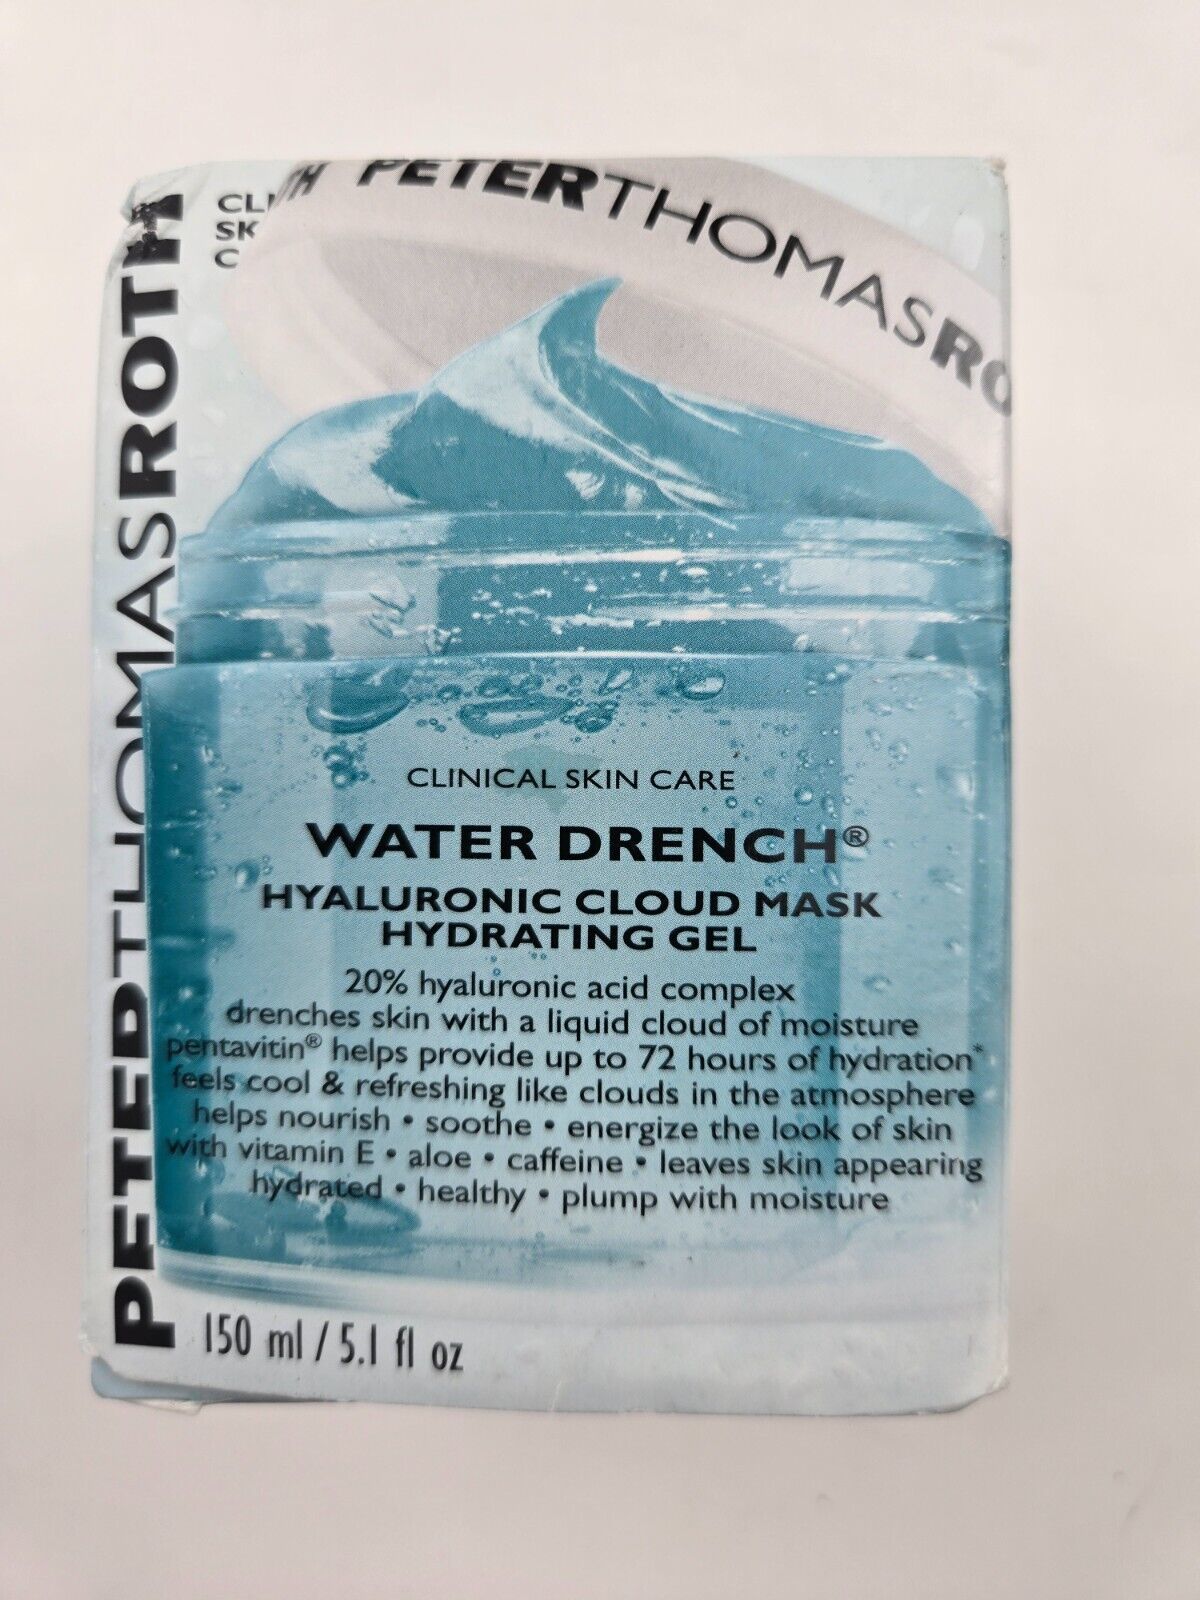 PETERTHOMASROTH
PETERTHOMASRO
CLINICAL SKIN CARE
WATER DRENCH®
HYALURONIC CLOUD MASK
HYDRATING GEL
20% hyaluronic acid complex
drenches skin with a liquid cloud of moisture
pentavitin® helps provide up to 72 hours of hydration*
feels cool & refreshing like clouds in the atmosphere
helps nourish • soothe • energize the look of skin
with vitamin E • aloe • caffeine • leaves skin appearing
hydrated • healthy • plump with moisture
150 ml / 5.1 fl oz